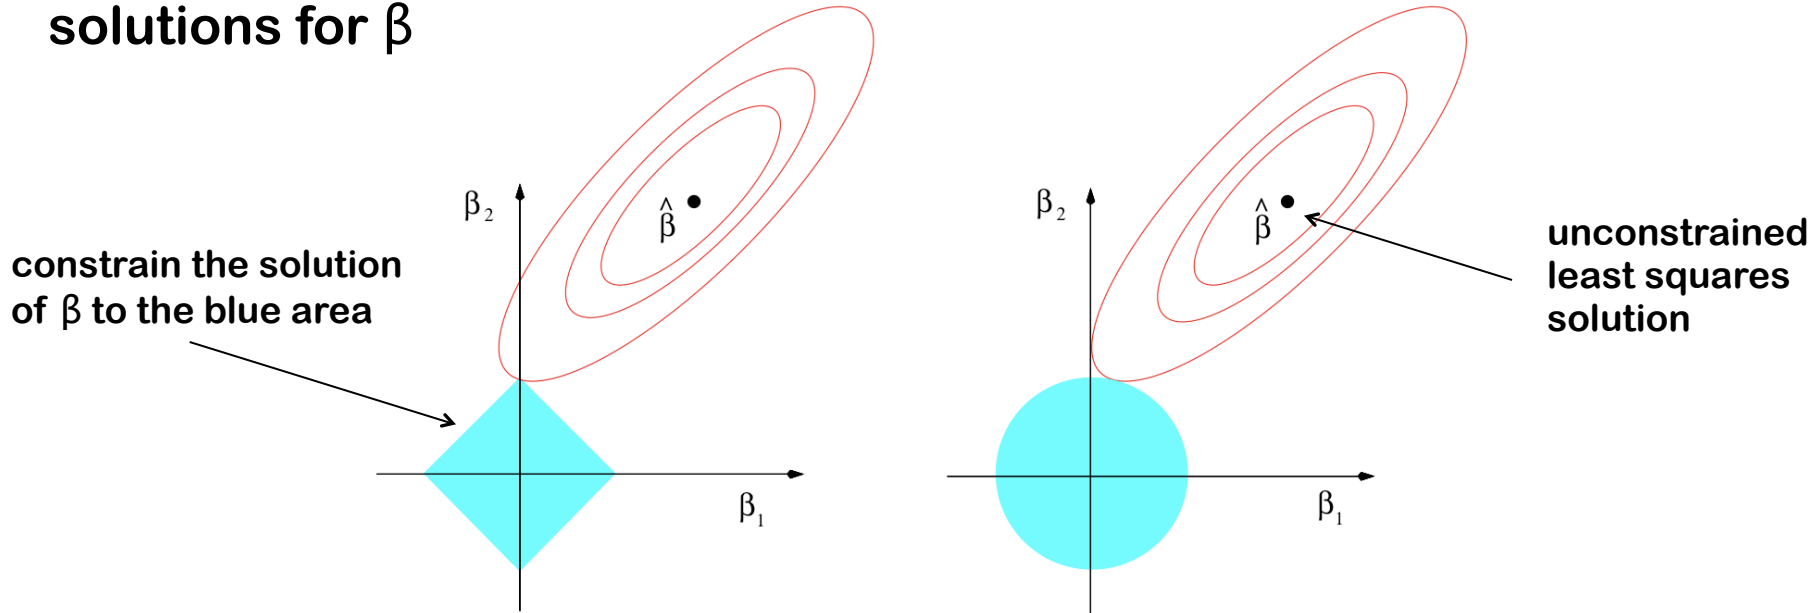 solutions for β
β₂
β̂
constrain the solution
of β to the blue area
β₁
β₂
β̂
unconstrained
least squares
solution
β₁